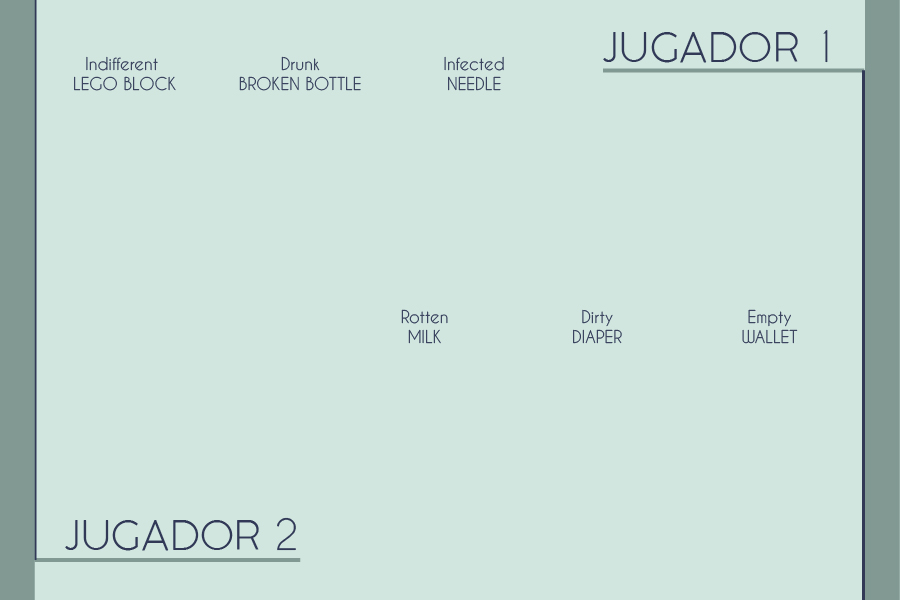 JUGADOR 1
Indifferent
LEGO BLOCK
Drunk
BROKEN BOTTLE
Infected
NEEDLE
Rotten
MILK
Dirty
DIAPER
Empty
WALLET
JUGADOR 2